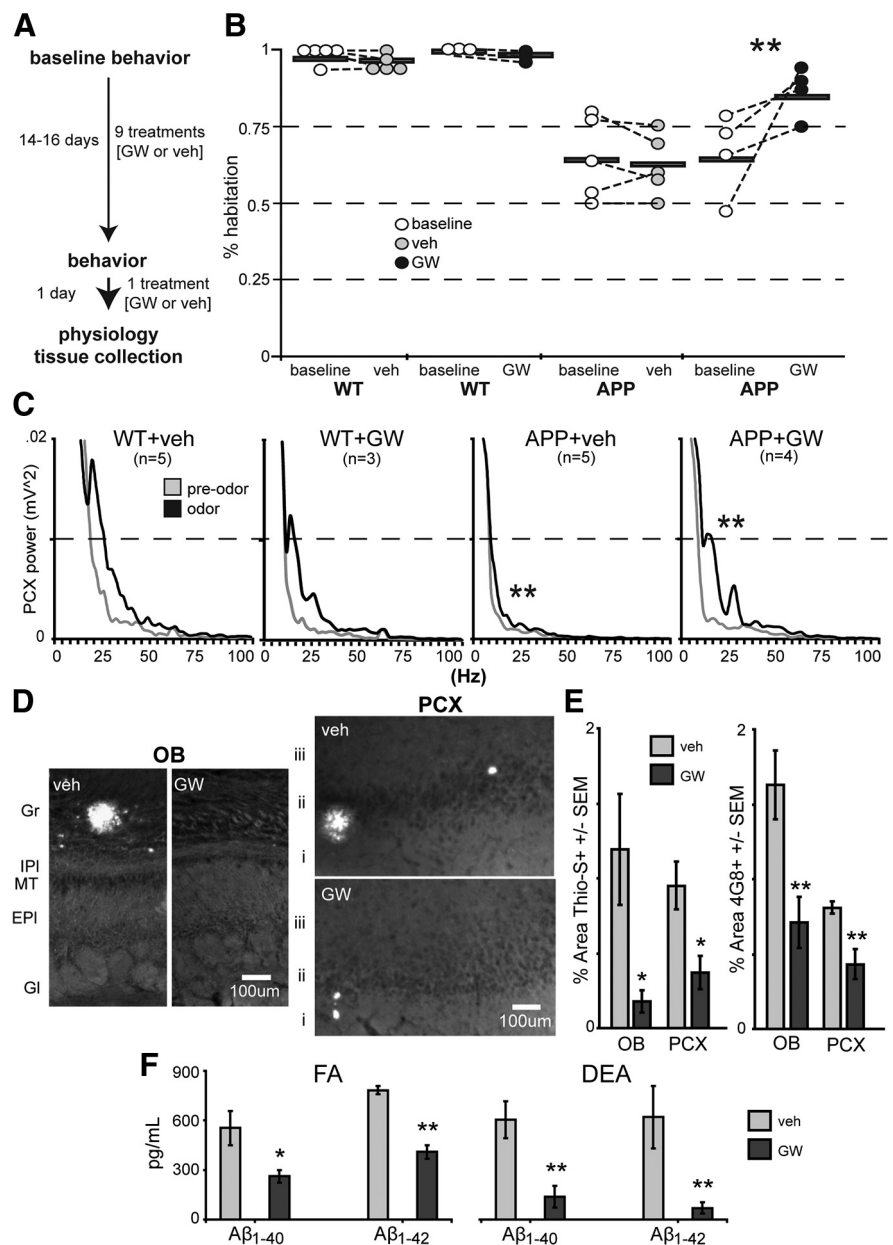 A
baseline behavior
14-16 days
9 treatments
[GW or veh]
behavior
1 day
1 treatment
[GW or veh]
physiology
tissue collection
B
% habitation
1
0.75
0.5
0.25
0
**
baseline
veh
GW
baseline veh baseline GW baseline veh baseline GW
WT WT APP APP
C
PCX power (mV^2)
.02
0
WT+veh
(n=5)
pre-odor
odor
WT+GW
(n=3)
APP+veh
(n=5)
**
APP+GW
(n=4)
**
0 25 50 75 100 0 25 50 75 100 0 25 50 75 100 0 25 50 75 100
(Hz)
D
OB
veh
GW
Gr
IPl
MT
EPl
Gl
100um
PCX
veh
iii
ii
i
GW
iii
ii
i
100um
E
% Area Thio-S+ +/- SEM
2
0
veh
GW
*
*
OB PCX
% Area 4G8+ +/- SEM
2
0
**
**
OB PCX
F
pg/mL
900
600
300
0
FA
*
**
Aβ1-40 Aβ1-42
DEA
**
**
Aβ1-40 Aβ1-42
veh
GW